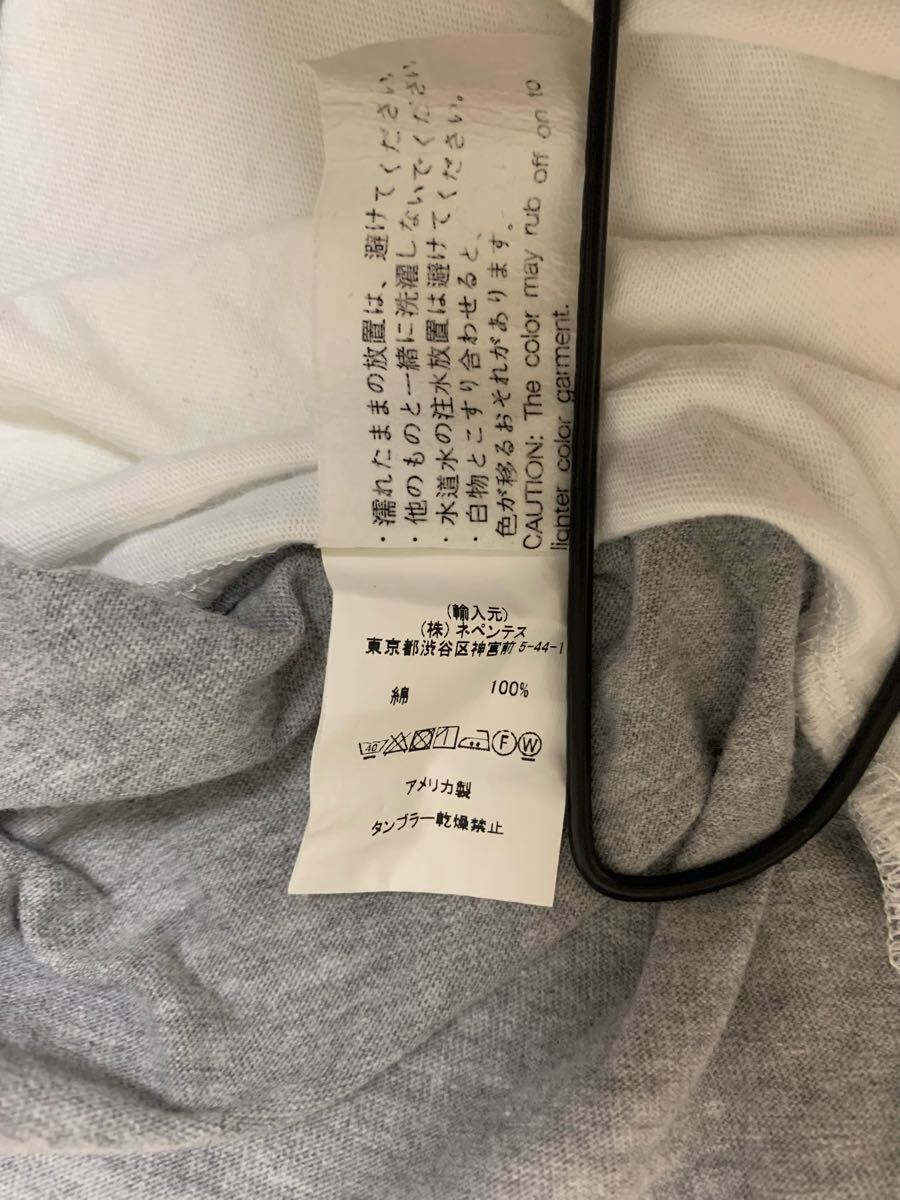 ・濡れたままの放置は、避けてください
・他のものと一緒に洗濯しないでください
・水道水の注水放置は避けてください。
・白物とこすり合わせると、
色が移るおそれがあります。
CAUTION: The color may rub off on to
lighter color garment.
(輸入元)
(株) ネペンテス
東京都渋谷区神宮前 5-44-1
綿 100%
40 F W
アメリカ製
タンブラー乾燥禁止